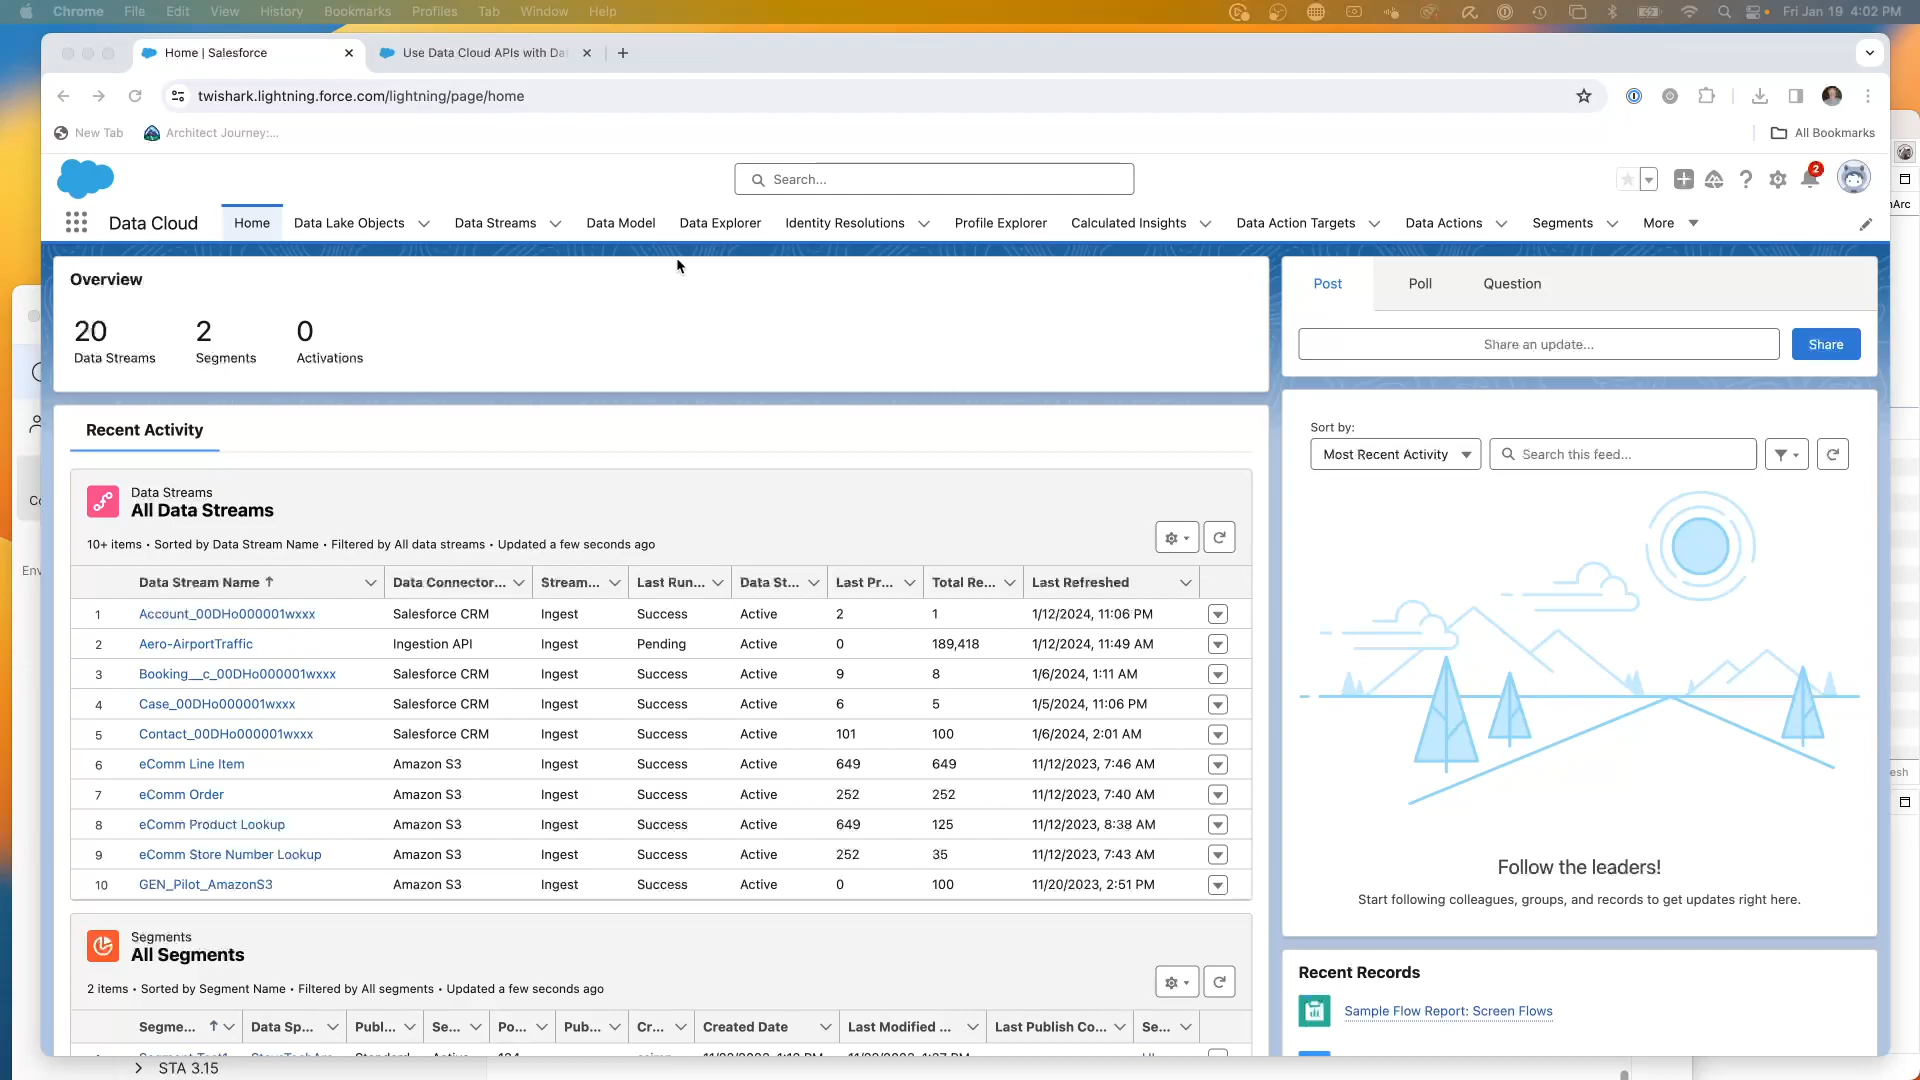 Chrome File Edit View History Bookmarks Profiles Tab Window Help Fri Jan 19 4:02 PM
Home | Salesforce
Use Data Cloud APIs with Da
twishark.lightning.force.com/lightning/page/home
New Tab Architect Journey:... All Bookmarks
Search...
2
Data Cloud Home Data Lake Objects Data Streams Data Model Data Explorer Identity Resolutions Profile Explorer Calculated Insights Data Action Targets Data Actions Segments More
Overview
20 2 0
Data Streams Segments Activations
Recent Activity
Data Streams
All Data Streams
10+ items • Sorted by Data Stream Name • Filtered by All data streams • Updated a few seconds ago
Data Stream Name ↑ Data Connector... Stream... Last Run... Data St... Last Pr... Total Re... Last Refreshed
1 Account_00DHo000001wxxx Salesforce CRM Ingest Success Active 2 1 1/12/2024, 11:06 PM
2 Aero-AirportTraffic Ingestion API Ingest Pending Active 0 189,418 1/12/2024, 11:49 AM
3 Booking__c_00DHo000001wxxx Salesforce CRM Ingest Success Active 9 8 1/6/2024, 1:11 AM
4 Case_00DHo000001wxxx Salesforce CRM Ingest Success Active 6 5 1/5/2024, 11:06 PM
5 Contact_00DHo000001wxxx Salesforce CRM Ingest Success Active 101 100 1/6/2024, 2:01 AM
6 eComm Line Item Amazon S3 Ingest Success Active 649 649 11/12/2023, 7:46 AM
7 eComm Order Amazon S3 Ingest Success Active 252 252 11/12/2023, 7:40 AM
8 eComm Product Lookup Amazon S3 Ingest Success Active 649 125 11/12/2023, 8:38 AM
9 eComm Store Number Lookup Amazon S3 Ingest Success Active 252 35 11/12/2023, 7:43 AM
10 GEN_Pilot_AmazonS3 Amazon S3 Ingest Success Active 0 100 11/20/2023, 2:51 PM
Segments
All Segments
2 items • Sorted by Segment Name • Filtered by All segments • Updated a few seconds ago
Segme... ↑ Data Sp... Publ... Se... Po... Pub... Cr... Created Date Last Modified ... Last Publish Co... Se...
STA 3.15
Post Poll Question
Share an update... Share
Sort by:
Most Recent Activity Search this feed...
Follow the leaders!
Start following colleagues, groups, and records to get updates right here.
Recent Records
Sample Flow Report: Screen Flows
Co
Env
nArc
esh